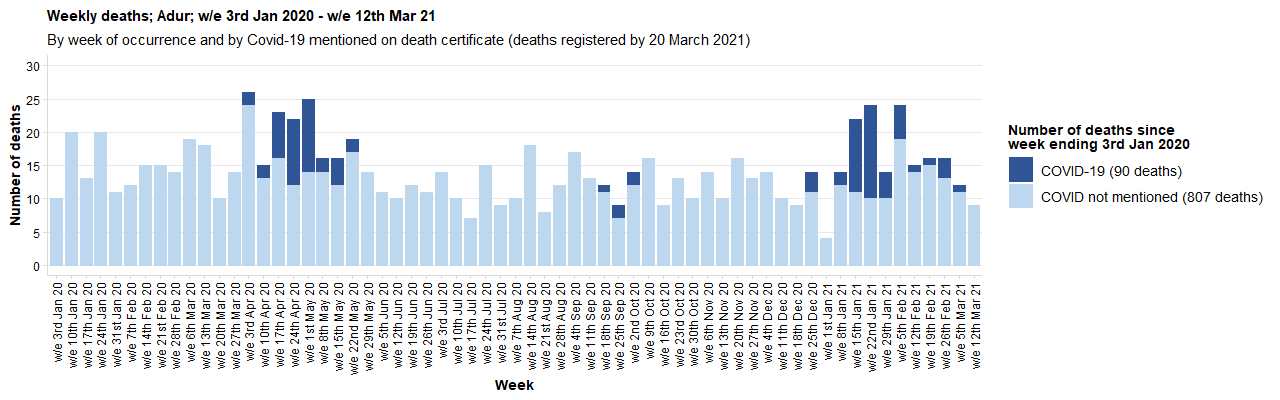 Weekly deaths; Adur; w/e 3rd Jan 2020 - w/e 12th Mar 21
By week of occurrence and by Covid-19 mentioned on death certificate (deaths registered by 20 March 2021)
Number of deaths
30
25
20
15
10
5
0
w/e 3rd Jan 20
w/e 10th Jan 20
w/e 17th Jan 20
w/e 24th Jan 20
w/e 31st Jan 20
w/e 7th Feb 20
w/e 14th Feb 20
w/e 21st Feb 20
w/e 28th Feb 20
w/e 6th Mar 20
w/e 13th Mar 20
w/e 20th Mar 20
w/e 27th Mar 20
w/e 3rd Apr 20
w/e 10th Apr 20
w/e 17th Apr 20
w/e 24th Apr 20
w/e 1st May 20
w/e 8th May 20
w/e 15th May 20
w/e 22nd May 20
w/e 29th May 20
w/e 5th Jun 20
w/e 12th Jun 20
w/e 19th Jun 20
w/e 26th Jun 20
w/e 3rd Jul 20
w/e 10th Jul 20
w/e 17th Jul 20
w/e 24th Jul 20
w/e 31st Jul 20
w/e 7th Aug 20
w/e 14th Aug 20
w/e 21st Aug 20
w/e 28th Aug 20
w/e 4th Sep 20
w/e 11th Sep 20
w/e 18th Sep 20
w/e 25th Sep 20
w/e 2nd Oct 20
w/e 9th Oct 20
w/e 16th Oct 20
w/e 23rd Oct 20
w/e 30th Oct 20
w/e 6th Nov 20
w/e 13th Nov 20
w/e 20th Nov 20
w/e 27th Nov 20
w/e 4th Dec 20
w/e 11th Dec 20
w/e 18th Dec 20
w/e 25th Dec 20
w/e 1st Jan 21
w/e 8th Jan 21
w/e 15th Jan 21
w/e 22nd Jan 21
w/e 29th Jan 21
w/e 5th Feb 21
w/e 12th Feb 21
w/e 19th Feb 21
w/e 26th Feb 21
w/e 5th Mar 21
w/e 12th Mar 21
Week
Number of deaths since
week ending 3rd Jan 2020
COVID-19 (90 deaths)
COVID not mentioned (807 deaths)